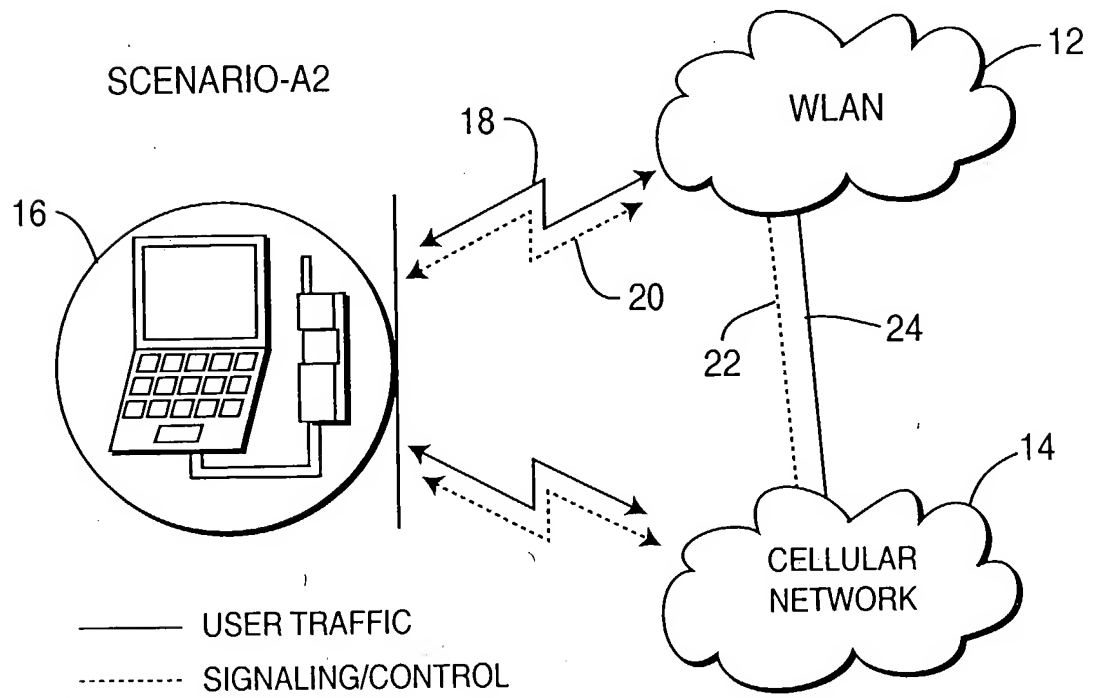 SCENARIO-A2
12
WLAN
18
16
20
22
24
14
CELLULAR
NETWORK
USER TRAFFIC
SIGNALING/CONTROL